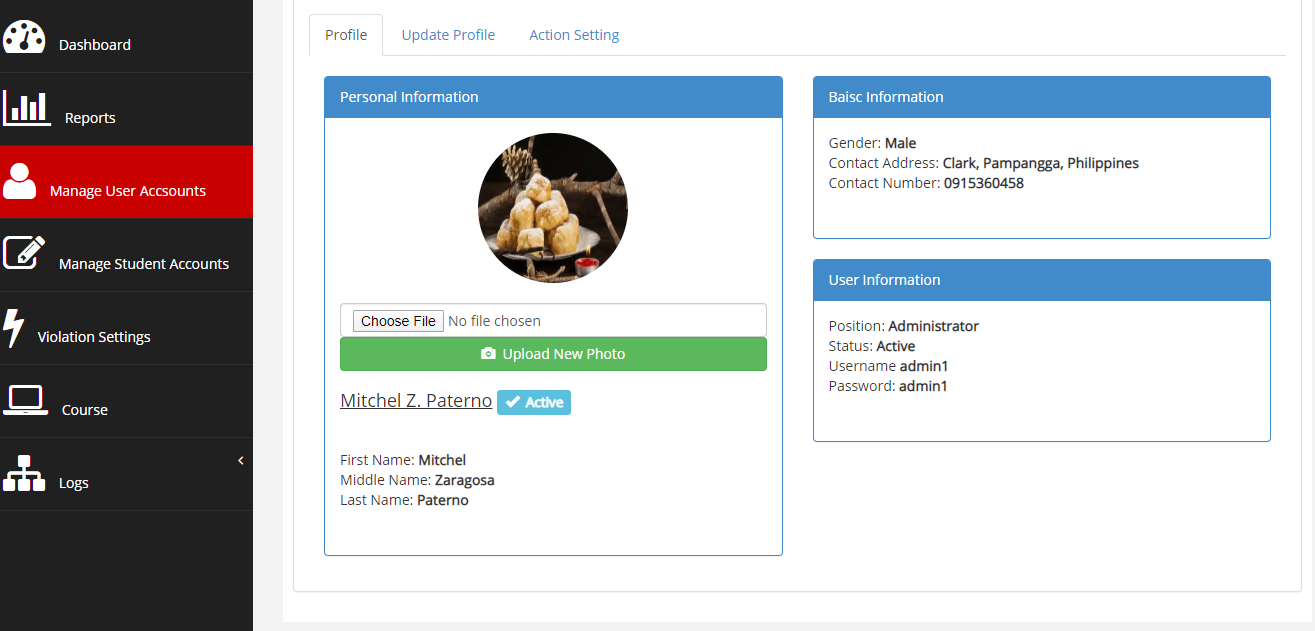 Dashboard
Reports
Manage User Accsounts
Manage Student Accounts
Violation Settings
Course
Logs
Profile
Update Profile
Action Setting
Personal Information
Choose File No file chosen
Upload New Photo
Mitchel Z. Paterno Active
First Name: Mitchel
Middle Name: Zaragosa
Last Name: Paterno
Baisc Information
Gender: Male
Contact Address: Clark, Pampangga, Philippines
Contact Number: 0915360458
User Information
Position: Administrator
Status: Active
Username admin1
Password: admin1